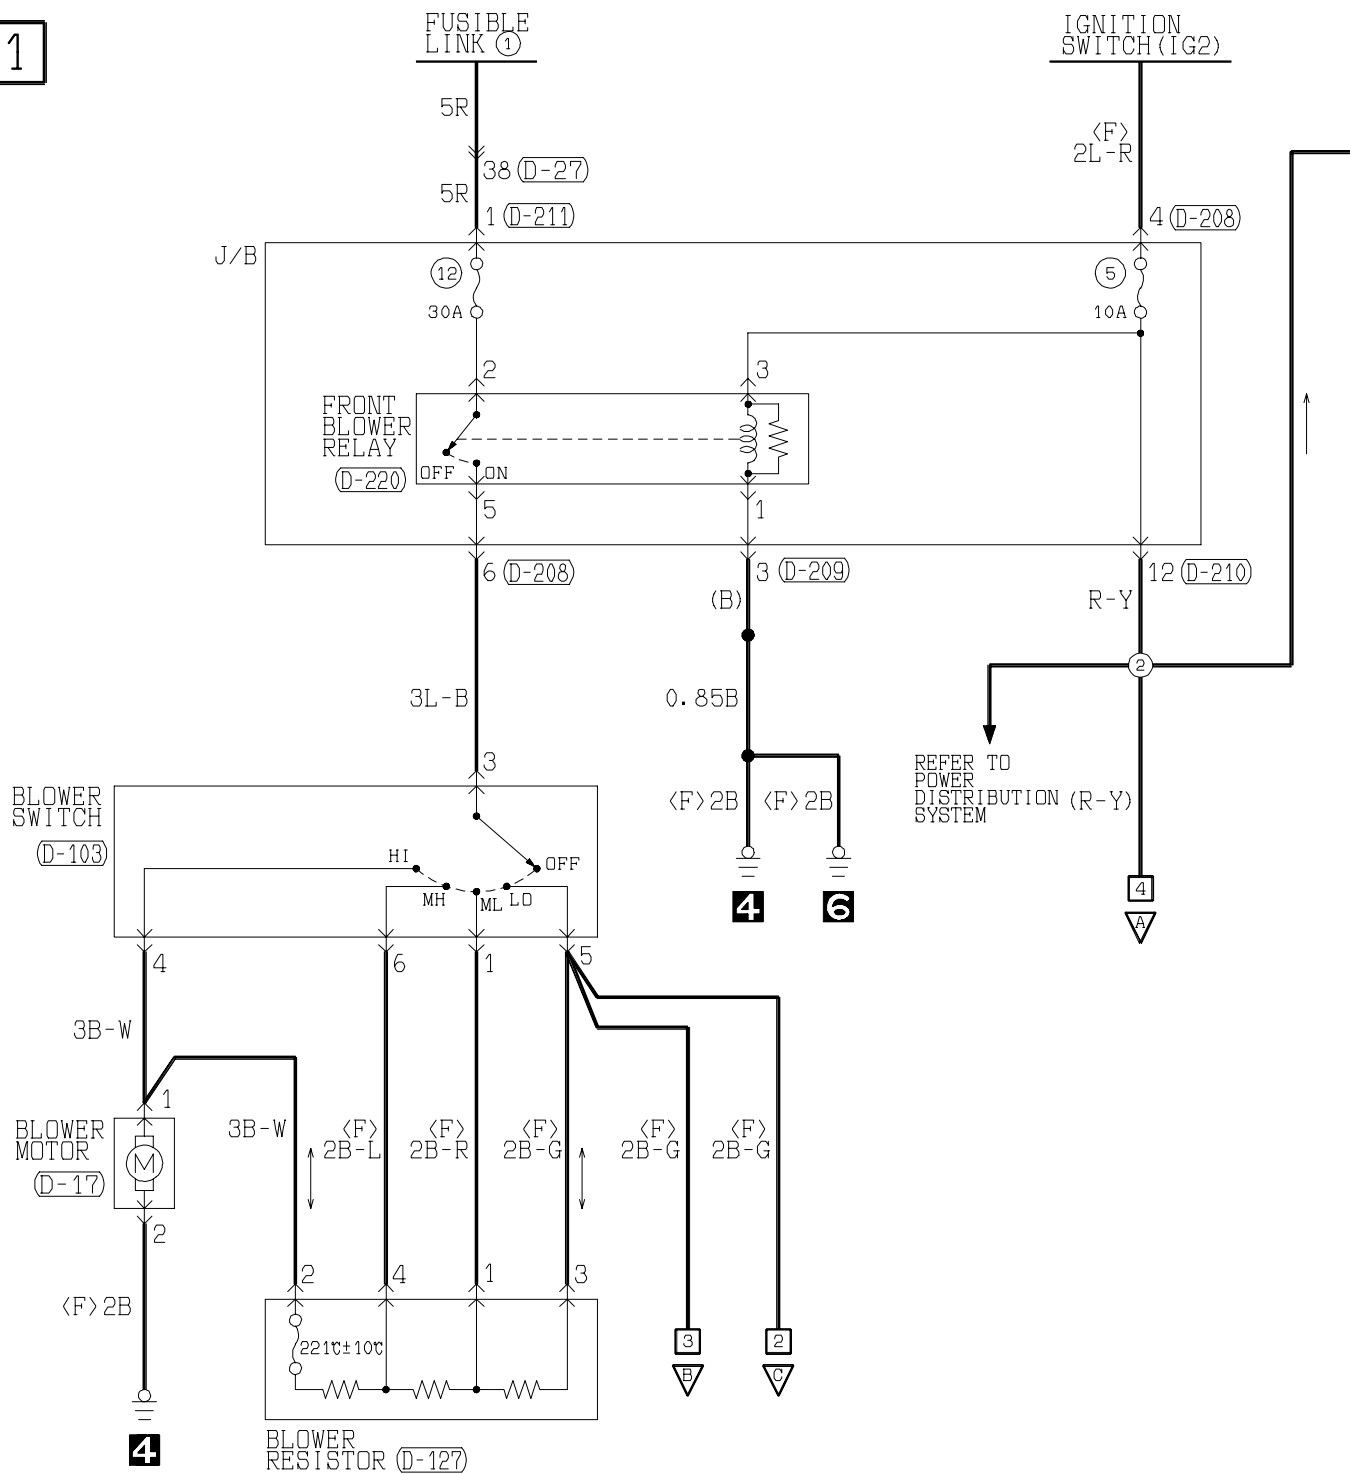 1
FUSIBLE
LINK ①
IGNITION
SWITCH(IG2)
5R
<F>
2L-R
38 (D-27)
5R
1 (D-211)
4 (D-208)
J/B
12
5
30A
10A
2
3
FRONT
BLOWER
RELAY
(D-220)
OFF
ON
5
1
6 (D-208)
3 (D-209)
12 (D-210)
(B)
R-Y
2
3L-B
0.85B
3
REFER TO
POWER
DISTRIBUTION
SYSTEM
(R-Y)
BLOWER
SWITCH
(D-103)
<F>2B
<F>2B
HI
OFF
MH
ML
LO
4
6
4
A
4
6
1
5
3B-W
1
BLOWER
MOTOR
(D-17)
M
3B-W
<F>
2B-L
<F>
2B-R
<F>
2B-G
<F>
2B-G
<F>
2B-G
2
2
4
1
3
<F>2B
221℃±10℃
3
2
B
C
4
BLOWER
RESISTOR (D-127)